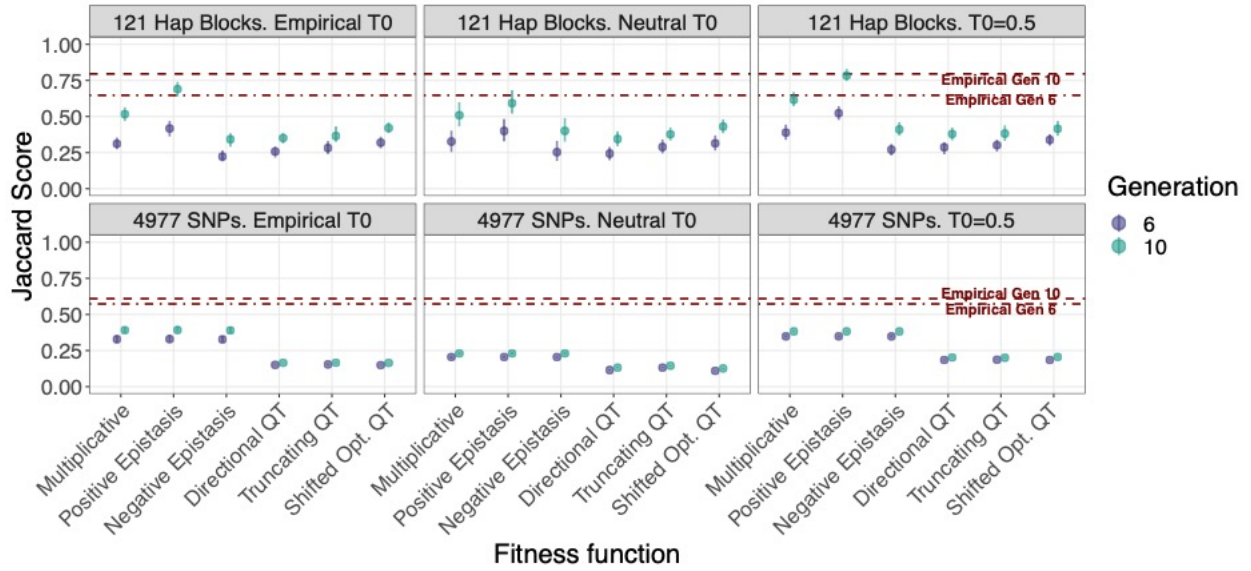 121 Hap Blocks. Empirical T0
121 Hap Blocks. Neutral T0
121 Hap Blocks. T0=0.5
1.00
0.75
0.50
0.25
0.00
Empirical Gen 10
Empirical Gen 6
4977 SNPs. Empirical T0
4977 SNPs. Neutral T0
4977 SNPs. T0=0.5
1.00
0.75
0.50
0.25
0.00
Empirical Gen 10
Empirical Gen 6
Jaccard Score
Multiplicative
Positive Epistasis
Negative Epistasis
Directional QT
Truncating QT
Shifted Opt. QT
Multiplicative
Positive Epistasis
Negative Epistasis
Directional QT
Truncating QT
Shifted Opt. QT
Multiplicative
Positive Epistasis
Negative Epistasis
Directional QT
Truncating QT
Shifted Opt. QT
Fitness function
Generation
6
10